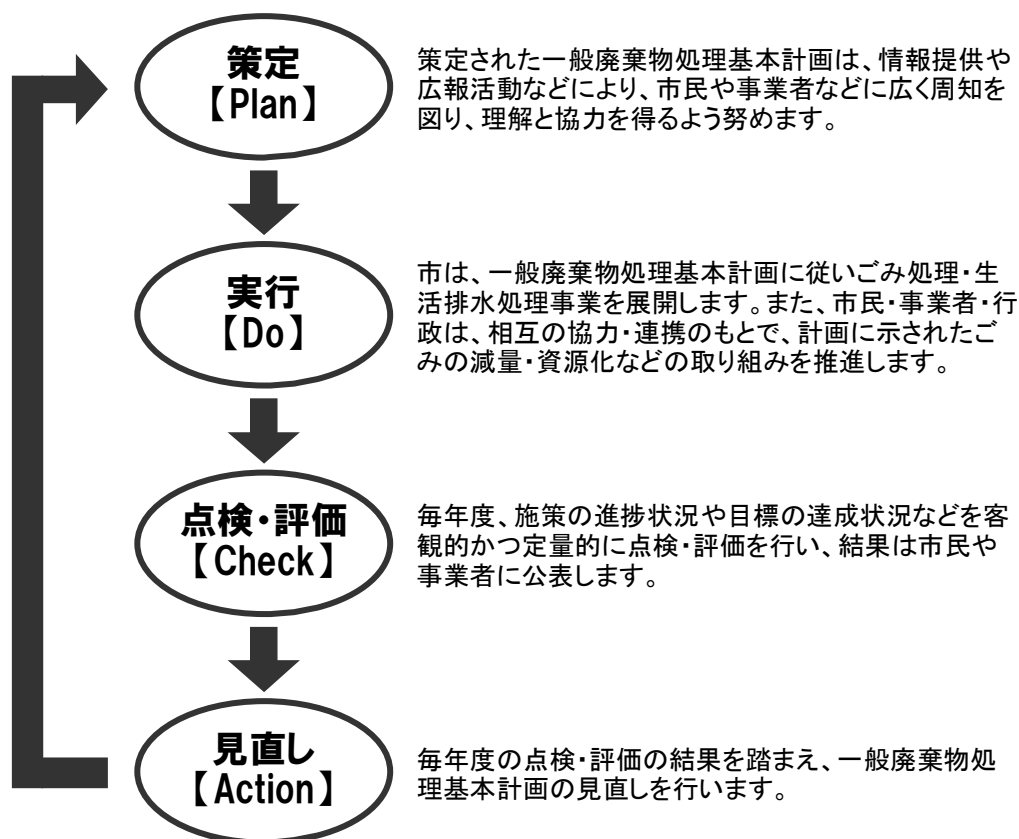 策定
【Plan】
策定された一般廃棄物処理基本計画は、情報提供や
広報活動などにより、市民や事業者などに広く周知を
図り、理解と協力を得るよう努めます。
実行
【Do】
市は、一般廃棄物処理基本計画に従いごみ処理・生
活排水処理事業を展開します。また、市民・事業者・行
政は、相互の協力・連携のもとで、計画に示されたご
みの減量・資源化などの取り組みを推進します。
点検・評価
【Check】
毎年度、施策の進捗状況や目標の達成状況などを客
観的かつ定量的に点検・評価を行い、結果は市民や
事業者に公表します。
見直し
【Action】
毎年度の点検・評価の結果を踏まえ、一般廃棄物処
理基本計画の見直しを行います。